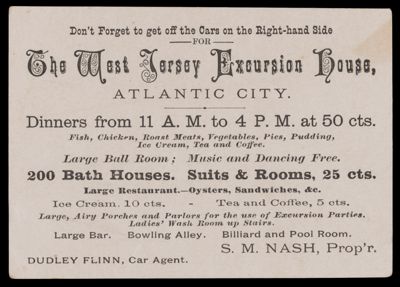 Don't Forget to get off the Cars on the Right-hand Side
—FOR—
The West Jersey Excursion House,
ATLANTIC CITY.
Dinners from 11 A. M. to 4 P. M. at 50 cts.
Fish, Chicken, Roast Meats, Vegetables, Pies, Pudding,
Ice Cream, Tea and Coffee.
Large Ball Room; Music and Dancing Free.
200 Bath Houses. Suits & Rooms, 25 cts.
Large Restaurant.—Oysters, Sandwiches, &c.
Ice Cream, 10 cts. - Tea and Coffee, 5 cts.
Large, Airy Porches and Parlors for the use of Excursion Parties.
Ladies' Wash Room up Stairs.
Large Bar. Bowling Alley. Billiard and Pool Room.
S. M. NASH, Prop'r.
DUDLEY FLINN, Car Agent.